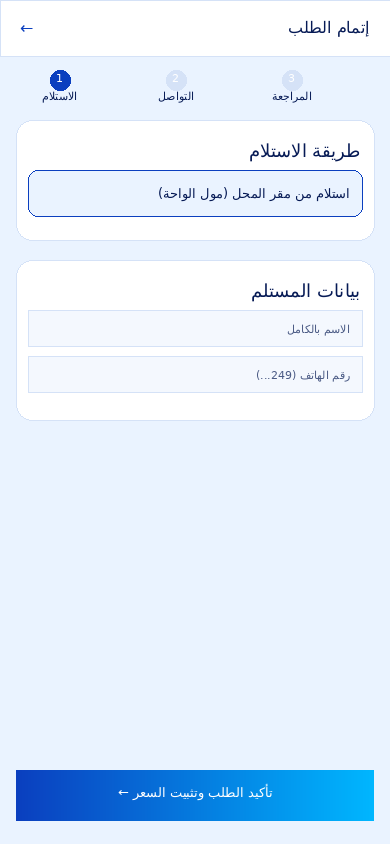 إتمام الطلب ←
3 2 1
المراجعة التواصل الاستلام
طريقة الاستلام
استلام من مقر المحل (مول الواحة)
بيانات المستلم
الاسم بالكامل
رقم الهاتف (249...)
تأكيد الطلب وتثبيت السعر ←